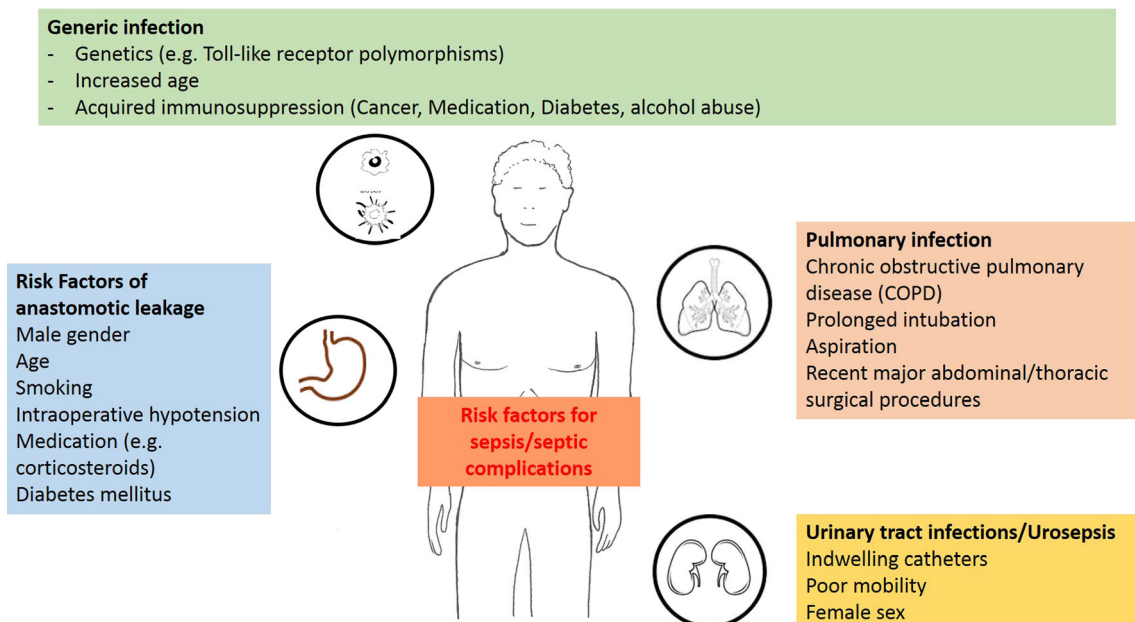 Generic infection
- Genetics (e.g. Toll-like receptor polymorphisms)
- Increased age
- Acquired immunosuppression (Cancer, Medication, Diabetes, alcohol abuse)
Risk Factors of
anastomotic leakage
Male gender
Age
Smoking
Intraoperative hypotension
Medication (e.g.
corticosteroids)
Diabetes mellitus
Risk factors for
sepsis/septic
complications
Pulmonary infection
Chronic obstructive pulmonary
disease (COPD)
Prolonged intubation
Aspiration
Recent major abdominal/thoracic
surgical procedures
Urinary tract infections/Urosepsis
Indwelling catheters
Poor mobility
Female sex